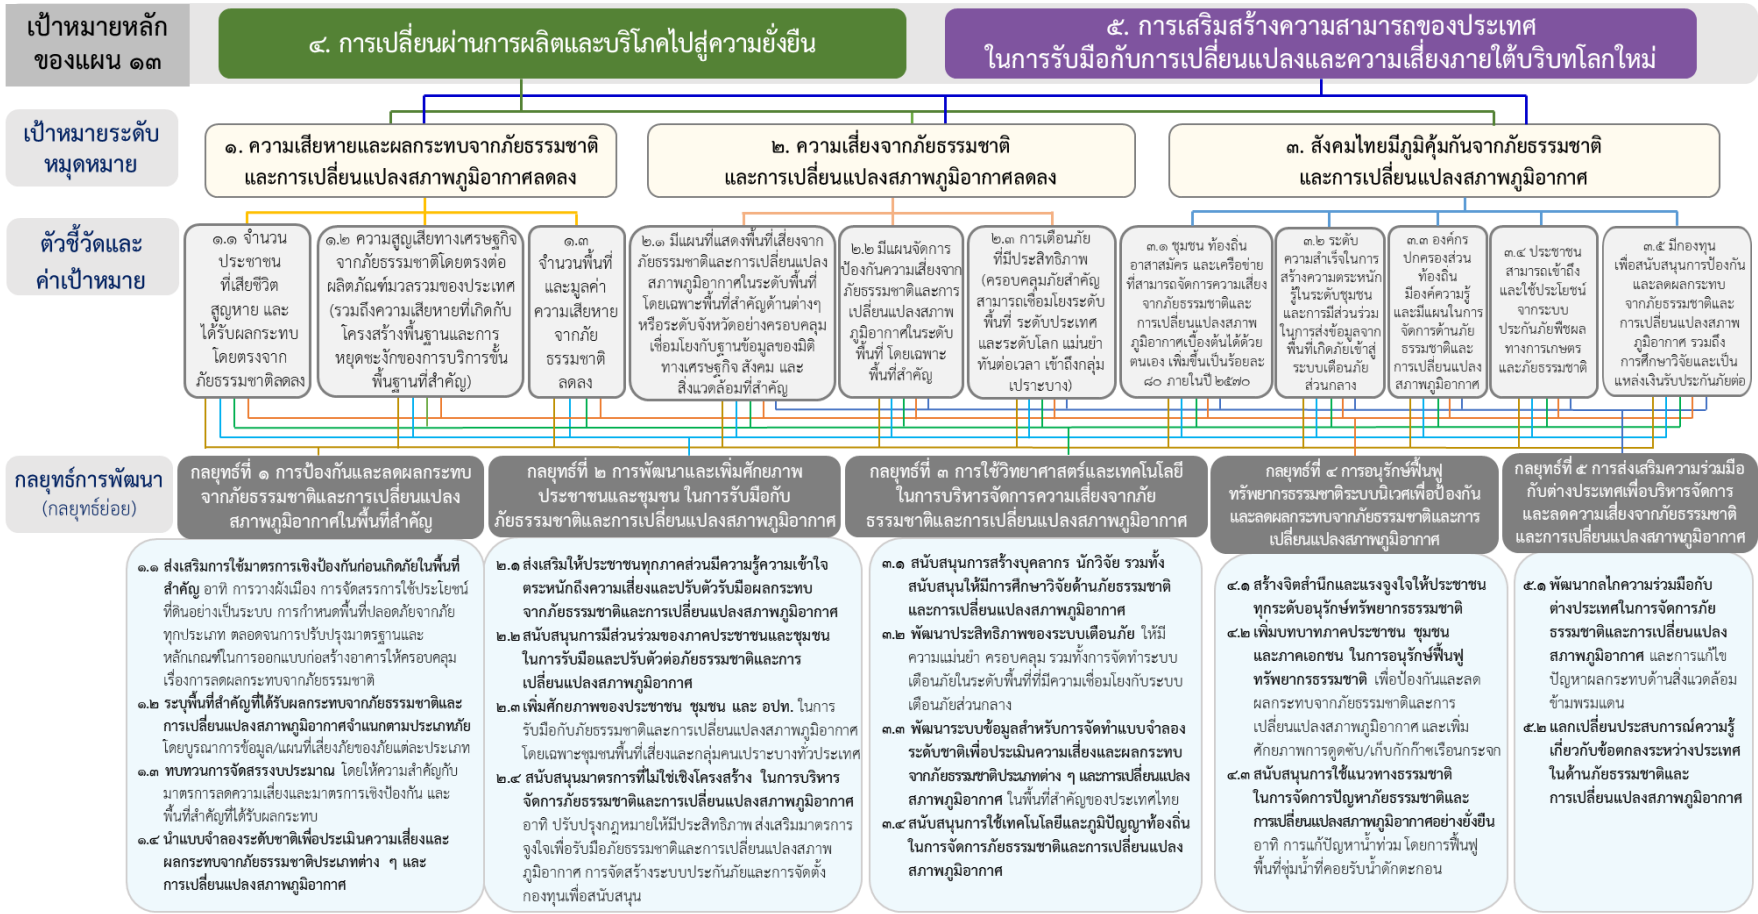 เป้าหมายหลัก
ของแผน ๑๓
๔. การเปลี่ยนผ่านการผลิตและบริโภคไปสู่ความยั่งยืน
๕. การเสริมสร้างความสามารถของประเทศ
ในการรับมือกับการเปลี่ยนแปลงและความเสี่ยงภายใต้บริบทโลกใหม่
เป้าหมายระดับ
หมุดหมาย
๑. ความเสียหายและผลกระทบจากภัยธรรมชาติ
และการเปลี่ยนแปลงสภาพภูมิอากาศลดลง
๒. ความเสี่ยงจากภัยธรรมชาติ
และการเปลี่ยนแปลงสภาพภูมิอากาศลดลง
๓. สังคมไทยมีภูมิคุ้มกันจากภัยธรรมชาติ
และการเปลี่ยนแปลงสภาพภูมิอากาศ
ตัวชี้วัดและ
ค่าเป้าหมาย
๑.๑ จำนวน
ประชาชน
ที่เสียชีวิต
สูญหาย และ
ได้รับผลกระทบ
โดยตรงจาก
ภัยธรรมชาติลดลง
๑.๒ ความสูญเสียทางเศรษฐกิจ
จากภัยธรรมชาติโดยตรงต่อ
ผลิตภัณฑ์มวลรวมของประเทศ
(รวมถึงความเสียหายที่เกิดกับ
โครงสร้างพื้นฐานและการ
หยุดชะงักของการบริการขั้น
พื้นฐานที่สำคัญ)
๑.๓
จำนวนพื้นที่
และมูลค่า
ความเสียหาย
จากภัย
ธรรมชาติ
ลดลง
๒.๑ มีแผนที่แสดงพื้นที่เสี่ยงจาก
ภัยธรรมชาติและการเปลี่ยนแปลง
สภาพภูมิอากาศในระดับพื้นที่
โดยเฉพาะพื้นที่สำคัญด้านต่างๆ
หรือระดับจังหวัดอย่างครอบคลุม
เชื่อมโยงกับฐานข้อมูลของมิติ
ทางเศรษฐกิจ สังคม และ
สิ่งแวดล้อมที่สำคัญ
๒.๒ มีแผนจัดการ
ป้องกันความเสี่ยงจาก
ภัยธรรมชาติและการ
เปลี่ยนแปลงสภาพ
ภูมิอากาศในระดับ
พื้นที่ โดยเฉพาะ
พื้นที่สำคัญ
๒.๓ การเตือนภัย
ที่มีประสิทธิภาพ
(ครอบคลุมภัยสำคัญ
สามารถเชื่อมโยงระดับ
พื้นที่ ระดับประเทศ
และระดับโลก แม่นยำ
ทันต่อเวลา เข้าถึงกลุ่ม
เปราะบาง)
๓.๑ ชุมชน ท้องถิ่น
อาสาสมัคร และเครือข่าย
ที่สามารถจัดการความเสี่ยง
จากภัยธรรมชาติและ
การเปลี่ยนแปลงสภาพ
ภูมิอากาศเบื้องต้นได้ด้วย
ตนเอง เพิ่มขึ้นเป็นร้อยละ
๘๐ ภายในปี ๒๕๗๐
๓.๒ ระดับ
ความสำเร็จในการ
สร้างความตระหนัก
รู้ในระดับชุมชน
และการมีส่วนร่วม
ในการส่งข้อมูลจาก
พื้นที่เกิดภัยเข้าสู่
ระบบเตือนภัย
ส่วนกลาง
๓.๓ องค์กร
ปกครองส่วน
ท้องถิ่น
มีองค์ความรู้
และมีแผนในการ
จัดการด้านภัย
ธรรมชาติและ
การเปลี่ยนแปลง
สภาพภูมิอากาศ
๓.๔ ประชาชน
สามารถเข้าถึง
และใช้ประโยชน์
จากระบบ
ประกันภัยพืชผล
ทางการเกษตร
และภัยธรรมชาติ
๓.๕ มีกองทุน
เพื่อสนับสนุนการป้องกัน
และลดผลกระทบ
จากภัยธรรมชาติและ
การเปลี่ยนแปลงสภาพ
ภูมิอากาศ รวมถึง
การศึกษาวิจัยและเป็น
แหล่งเงินรับประกันภัยต่อ
กลยุทธ์การพัฒนา
(กลยุทธ์ย่อย)
กลยุทธ์ที่ ๑ การป้องกันและลดผลกระทบ
จากภัยธรรมชาติและการเปลี่ยนแปลง
สภาพภูมิอากาศในพื้นที่สำคัญ
กลยุทธ์ที่ ๒ การพัฒนาและเพิ่มศักยภาพ
ประชาชนและชุมชน ในการรับมือกับ
ภัยธรรมชาติและการเปลี่ยนแปลงสภาพภูมิอากาศ
กลยุทธ์ที่ ๓ การใช้วิทยาศาสตร์และเทคโนโลยี
ในการบริหารจัดการความเสี่ยงจากภัย
ธรรมชาติและการเปลี่ยนแปลงสภาพภูมิอากาศ
กลยุทธ์ที่ ๔ การอนุรักษ์ฟื้นฟู
ทรัพยากรธรรมชาติระบบนิเวศเพื่อป้องกัน
และลดผลกระทบจากภัยธรรมชาติและการ
เปลี่ยนแปลงสภาพภูมิอากาศ
กลยุทธ์ที่ ๕ การส่งเสริมความร่วมมือ
กับต่างประเทศเพื่อบริหารจัดการ
และลดความเสี่ยงจากภัยธรรมชาติ
และการเปลี่ยนแปลงสภาพภูมิอากาศ
๑.๑ ส่งเสริมการใช้มาตรการเชิงป้องกันก่อนเกิดภัยในพื้นที่
สำคัญ อาทิ การวางผังเมือง การจัดสรรการใช้ประโยชน์
ที่ดินอย่างเป็นระบบ การกำหนดพื้นที่ปลอดภัยจากภัย
ทุกประเภท ตลอดจนการปรับปรุงมาตรฐานและ
หลักเกณฑ์ในการออกแบบก่อสร้างอาคารให้ครอบคลุม
เรื่องการลดผลกระทบจากภัยธรรมชาติ
๑.๒ ระบุพื้นที่สำคัญที่ได้รับผลกระทบจากภัยธรรมชาติและ
การเปลี่ยนแปลงสภาพภูมิอากาศจำแนกตามประเภทภัย
โดยบูรณาการข้อมูล/แผนที่เสี่ยงภัยของภัยแต่ละประเภท
๑.๓ ทบทวนการจัดสรรงบประมาณ โดยให้ความสำคัญกับ
มาตรการลดความเสี่ยงและมาตรการเชิงป้องกัน และ
พื้นที่สำคัญที่ได้รับผลกระทบ
๑.๔ นำแบบจำลองระดับชาติเพื่อประเมินความเสี่ยงและ
ผลกระทบจากภัยธรรมชาติประเภทต่าง ๆ และ
การเปลี่ยนแปลงสภาพภูมิอากาศ
๒.๑ ส่งเสริมให้ประชาชนทุกภาคส่วนมีความรู้ความเข้าใจ
ตระหนักถึงความเสี่ยงและปรับตัวรับมือผลกระทบ
จากภัยธรรมชาติและการเปลี่ยนแปลงสภาพภูมิอากาศ
๒.๒ สนับสนุนการมีส่วนร่วมของภาคประชาชนและชุมชน
ในการรับมือและปรับตัวต่อภัยธรรมชาติและการ
เปลี่ยนแปลงสภาพภูมิอากาศ
๒.๓ เพิ่มศักยภาพของประชาชน ชุมชน และ อปท. ในการ
รับมือกับภัยธรรมชาติและการเปลี่ยนแปลงสภาพภูมิอากาศ
โดยเฉพาะชุมชนพื้นที่เสี่ยงและกลุ่มคนเปราะบางทั่วประเทศ
๒.๔ สนับสนุนมาตรการที่ไม่ใช่เชิงโครงสร้าง ในการบริหาร
จัดการภัยธรรมชาติและการเปลี่ยนแปลงสภาพภูมิอากาศ
อาทิ ปรับปรุงกฎหมายให้มีประสิทธิภาพ ส่งเสริมมาตรการ
จูงใจเพื่อรับมือภัยธรรมชาติและการเปลี่ยนแปลงสภาพ
ภูมิอากาศ การจัดสร้างระบบประกันภัยและการจัดตั้ง
กองทุนเพื่อสนับสนุน
๓.๑ สนับสนุนการสร้างบุคลากร นักวิจัย รวมทั้ง
สนับสนุนให้มีการศึกษาวิจัยด้านภัยธรรมชาติ
และการเปลี่ยนแปลงสภาพภูมิอากาศ
๓.๒ พัฒนาประสิทธิภาพของระบบเตือนภัย ให้มี
ความแม่นยำ ครอบคลุม รวมทั้งการจัดทำระบบ
เตือนภัยในระดับพื้นที่ที่มีความเชื่อมโยงกับระบบ
เตือนภัยส่วนกลาง
๓.๓ พัฒนาระบบข้อมูลสำหรับการจัดทำแบบจำลอง
ระดับชาติเพื่อประเมินความเสี่ยงและผลกระทบ
จากภัยธรรมชาติประเภทต่าง ๆ และการเปลี่ยนแปลง
สภาพภูมิอากาศ ในพื้นที่สำคัญของประเทศไทย
๓.๔ สนับสนุนการใช้เทคโนโลยีและภูมิปัญญาท้องถิ่น
ในการจัดการภัยธรรมชาติและการเปลี่ยนแปลง
สภาพภูมิอากาศ
๔.๑ สร้างจิตสำนึกและแรงจูงใจให้ประชาชน
ทุกระดับอนุรักษ์ทรัพยากรธรรมชาติ
๔.๒ เพิ่มบทบาทภาคประชาชน ชุมชน
และภาคเอกชน ในการอนุรักษ์ฟื้นฟู
ทรัพยากรธรรมชาติ เพื่อป้องกันและลด
ผลกระทบจากภัยธรรมชาติและการ
เปลี่ยนแปลงสภาพภูมิอากาศ และเพิ่ม
ศักยภาพการดูดซับ/เก็บกักก๊าซเรือนกระจก
๔.๓ สนับสนุนการใช้แนวทางธรรมชาติ
ในการจัดการปัญหาภัยธรรมชาติและ
การเปลี่ยนแปลงสภาพภูมิอากาศอย่างยั่งยืน
อาทิ การแก้ปัญหาน้ำท่วม โดยการฟื้นฟู
พื้นที่ชุ่มน้ำที่คอยรับน้ำดักตะกอน
๕.๑ พัฒนากลไกความร่วมมือกับ
ต่างประเทศในการจัดการภัย
ธรรมชาติและการเปลี่ยนแปลง
สภาพภูมิอากาศ และการแก้ไข
ปัญหาผลกระทบด้านสิ่งแวดล้อม
ข้ามพรมแดน
๕.๒ แลกเปลี่ยนประสบการณ์ความรู้
เกี่ยวกับข้อตกลงระหว่างประเทศ
ในด้านภัยธรรมชาติและ
การเปลี่ยนแปลงสภาพภูมิอากาศ